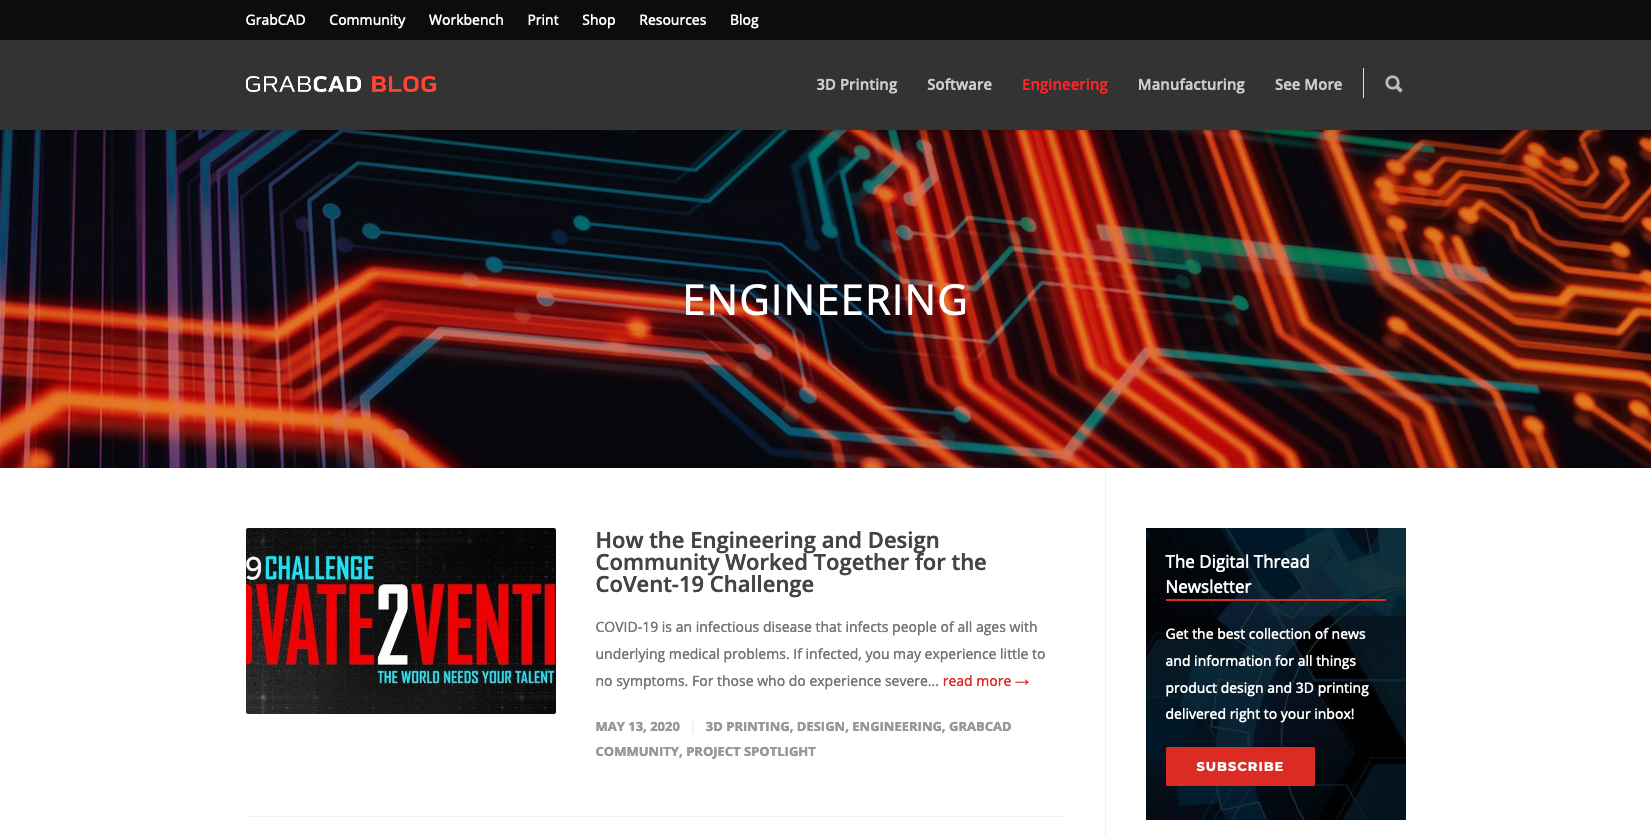 GrabCAD Community Workbench Print Shop Resources Blog
GRABCAD BLOG
3D Printing Software Engineering Manufacturing See More
ENGINEERING
9 CHALLENGE
VATE2VENTI
THE WORLD NEEDS YOUR TALENT
How the Engineering and Design
Community Worked Together for the
CoVent-19 Challenge
COVID-19 is an infectious disease that infects people of all ages with
underlying medical problems. If infected, you may experience little to
no symptoms. For those who do experience severe... read more →
MAY 13, 2020 | 3D PRINTING, DESIGN, ENGINEERING, GRABCAD
COMMUNITY, PROJECT SPOTLIGHT
The Digital Thread
Newsletter
Get the best collection of news
and information for all things
product design and 3D printing
delivered right to your inbox!
SUBSCRIBE